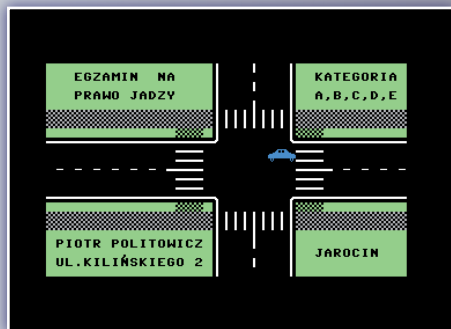 EGZAMIN NA
PRAWO JADZY
KATEGORIA
A,B,C,D,E
PIOTR POLITOWICZ
UL.KILIŃSKIEGO 2
JAROCIN